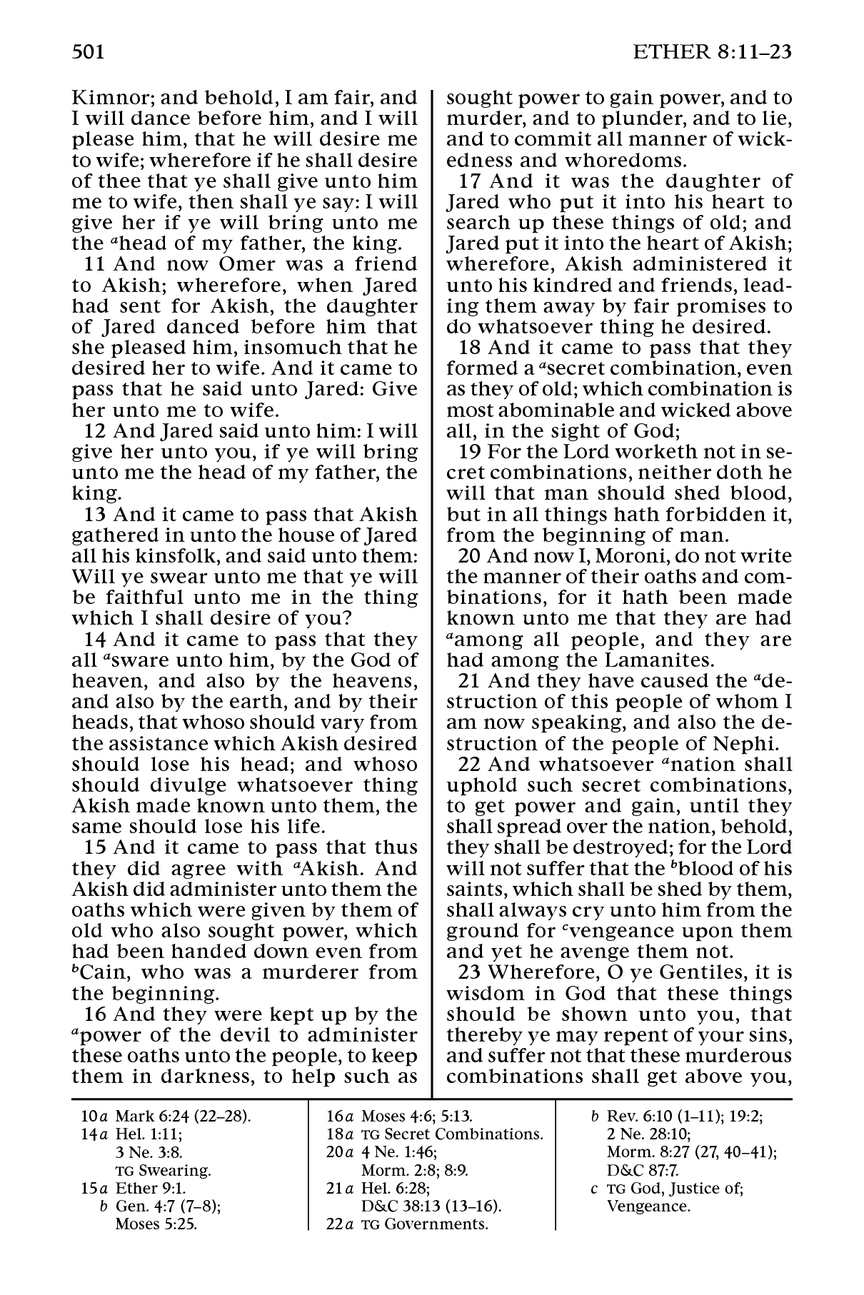 501
ETHER 8:11–23
Kimnor; and behold, I am fair, and
I will dance before him, and I will
please him, that he will desire me
to wife; wherefore if he shall desire
of thee that ye shall give unto him
me to wife, then shall ye say: I will
give her if ye will bring unto me
the ahead of my father, the king.
11 And now Omer was a friend
to Akish; wherefore, when Jared
had sent for Akish, the daughter
of Jared danced before him that
she pleased him, insomuch that he
desired her to wife. And it came to
pass that he said unto Jared: Give
her unto me to wife.
12 And Jared said unto him: I will
give her unto you, if ye will bring
unto me the head of my father, the
king.
13 And it came to pass that Akish
gathered in unto the house of Jared
all his kinsfolk, and said unto them:
Will ye swear unto me that ye will
be faithful unto me in the thing
which I shall desire of you?
14 And it came to pass that they
all asware unto him, by the God of
heaven, and also by the heavens,
and also by the earth, and by their
heads, that whoso should vary from
the assistance which Akish desired
should lose his head; and whoso
should divulge whatsoever thing
Akish made known unto them, the
same should lose his life.
15 And it came to pass that thus
they did agree with aAkish. And
Akish did administer unto them the
oaths which were given by them of
old who also sought power, which
had been handed down even from
bCain, who was a murderer from
the beginning.
16 And they were kept up by the
apower of the devil to administer
these oaths unto the people, to keep
them in darkness, to help such as
sought power to gain power, and to
murder, and to plunder, and to lie,
and to commit all manner of wick-
edness and whoredoms.
17 And it was the daughter of
Jared who put it into his heart to
search up these things of old; and
Jared put it into the heart of Akish;
wherefore, Akish administered it
unto his kindred and friends, lead-
ing them away by fair promises to
do whatsoever thing he desired.
18 And it came to pass that they
formed a asecret combination, even
as they of old; which combination is
most abominable and wicked above
all, in the sight of God;
19 For the Lord worketh not in se-
cret combinations, neither doth he
will that man should shed blood,
but in all things hath forbidden it,
from the beginning of man.
20 And now I, Moroni, do not write
the manner of their oaths and com-
binations, for it hath been made
known unto me that they are had
aamong all people, and they are
had among the Lamanites.
21 And they have caused the ade-
struction of this people of whom I
am now speaking, and also the de-
struction of the people of Nephi.
22 And whatsoever anation shall
uphold such secret combinations,
to get power and gain, until they
shall spread over the nation, behold,
they shall be destroyed; for the Lord
will not suffer that the bblood of his
saints, which shall be shed by them,
shall always cry unto him from the
ground for cvengeance upon them
and yet he avenge them not.
23 Wherefore, O ye Gentiles, it is
wisdom in God that these things
should be shown unto you, that
thereby ye may repent of your sins,
and suffer not that these murderous
combinations shall get above you,
10a Mark 6:24 (22–28).
14a Hel. 1:11;
3 Ne. 3:8.
TG Swearing.
15a Ether 9:1.
b Gen. 4:7 (7–8);
Moses 5:25.
16a Moses 4:6; 5:13.
18a TG Secret Combinations.
20a 4 Ne. 1:46;
Morm. 2:8; 8:9.
21a Hel. 6:28;
D&C 38:13 (13–16).
22a TG Governments.
b Rev. 6:10 (1–11); 19:2;
2 Ne. 28:10;
Morm. 8:27 (27, 40–41);
D&C 87:7.
c TG God, Justice of;
Vengeance.